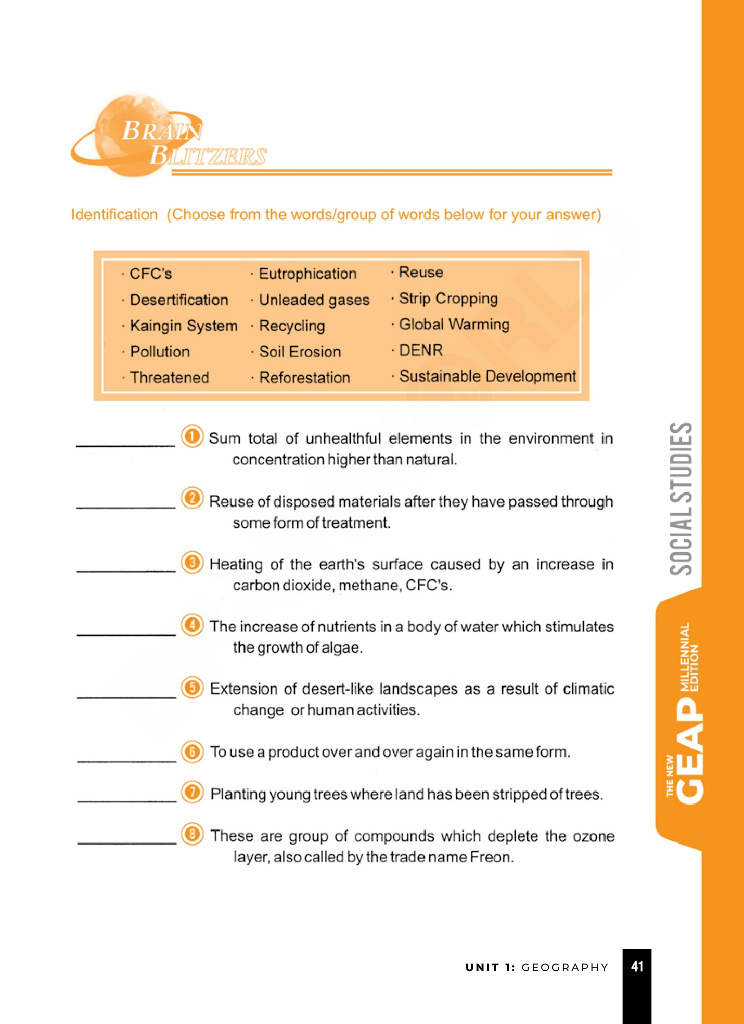 BRAIN
BLITZERS
Identification (Choose from the words/group of words below for your answer)
· CFC's
· Desertification
· Kaingin System
· Pollution
· Threatened
· Eutrophication
· Unleaded gases
· Recycling
· Soil Erosion
· Reforestation
· Reuse
· Strip Cropping
· Global Warming
· DENR
· Sustainable Development
____________ 1 Sum total of unhealthful elements in the environment in
concentration higher than natural.
____________ 2 Reuse of disposed materials after they have passed through
some form of treatment.
____________ 3 Heating of the earth's surface caused by an increase in
carbon dioxide, methane, CFC's.
____________ 4 The increase of nutrients in a body of water which stimulates
the growth of algae.
____________ 5 Extension of desert-like landscapes as a result of climatic
change or human activities.
____________ 6 To use a product over and over again in the same form.
____________ 7 Planting young trees where land has been stripped of trees.
____________ 8 These are group of compounds which deplete the ozone
layer, also called by the trade name Freon.
SOCIAL STUDIES
THE NEW
GEAP
MILLENNIAL
EDITION
UNIT 1: GEOGRAPHY
41